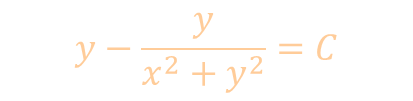 y − y/(x² + y²) = C